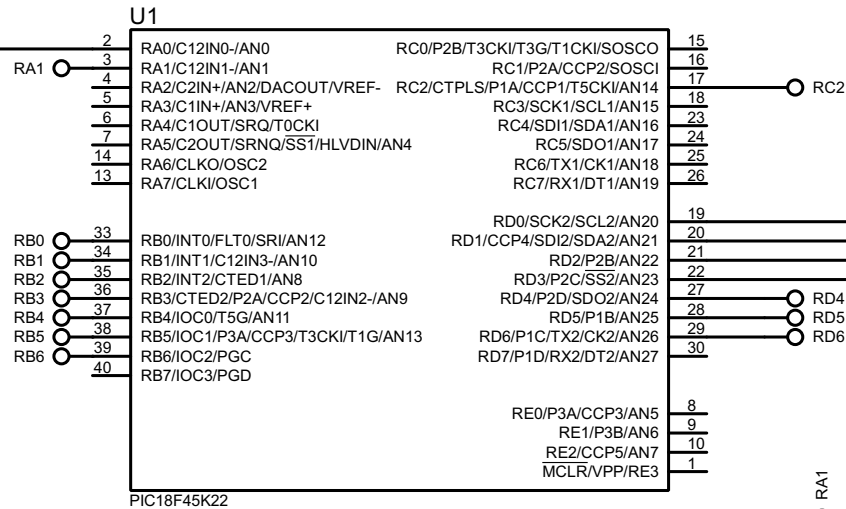 U1
2 RA0/C12IN0-/AN0 RC0/P2B/T3CKI/T3G/T1CKI/SOSCO 15
RA1 3 RA1/C12IN1-/AN1 RC1/P2A/CCP2/SOSCI 16
4 RA2/C2IN+/AN2/DACOUT/VREF- RC2/CTPLS/P1A/CCP1/T5CKI/AN14 17 RC2
5 RA3/C1IN+/AN3/VREF+ RC3/SCK1/SCL1/AN15 18
6 RA4/C1OUT/SRQ/T0CKI RC4/SDI1/SDA1/AN16 23
7 RA5/C2OUT/SRNQ/SS1/HLVDIN/AN4 RC5/SDO1/AN17 24
14 RA6/CLKO/OSC2 RC6/TX1/CK1/AN18 25
13 RA7/CLKI/OSC1 RC7/RX1/DT1/AN19 26
RD0/SCK2/SCL2/AN20 19
RB0 33 RB0/INT0/FLT0/SRI/AN12 RD1/CCP4/SDI2/SDA2/AN21 20
RB1 34 RB1/INT1/C12IN3-/AN10 RD2/P2B/AN22 21
RB2 35 RB2/INT2/CTED1/AN8 RD3/P2C/SS2/AN23 22
RB3 36 RB3/CTED2/P2A/CCP2/C12IN2-/AN9 RD4/P2D/SDO2/AN24 27 RD4
RB4 37 RB4/IOC0/T5G/AN11 RD5/P1B/AN25 28 RD5
RB5 38 RB5/IOC1/P3A/CCP3/T3CKI/T1G/AN13 RD6/P1C/TX2/CK2/AN26 29 RD6
RB6 39 RB6/IOC2/PGC RD7/P1D/RX2/DT2/AN27 30
40 RB7/IOC3/PGD
RE0/P3A/CCP3/AN5 8
RE1/P3B/AN6 9
RE2/CCP5/AN7 10
MCLR/VPP/RE3 1
RA1
PIC18F45K22